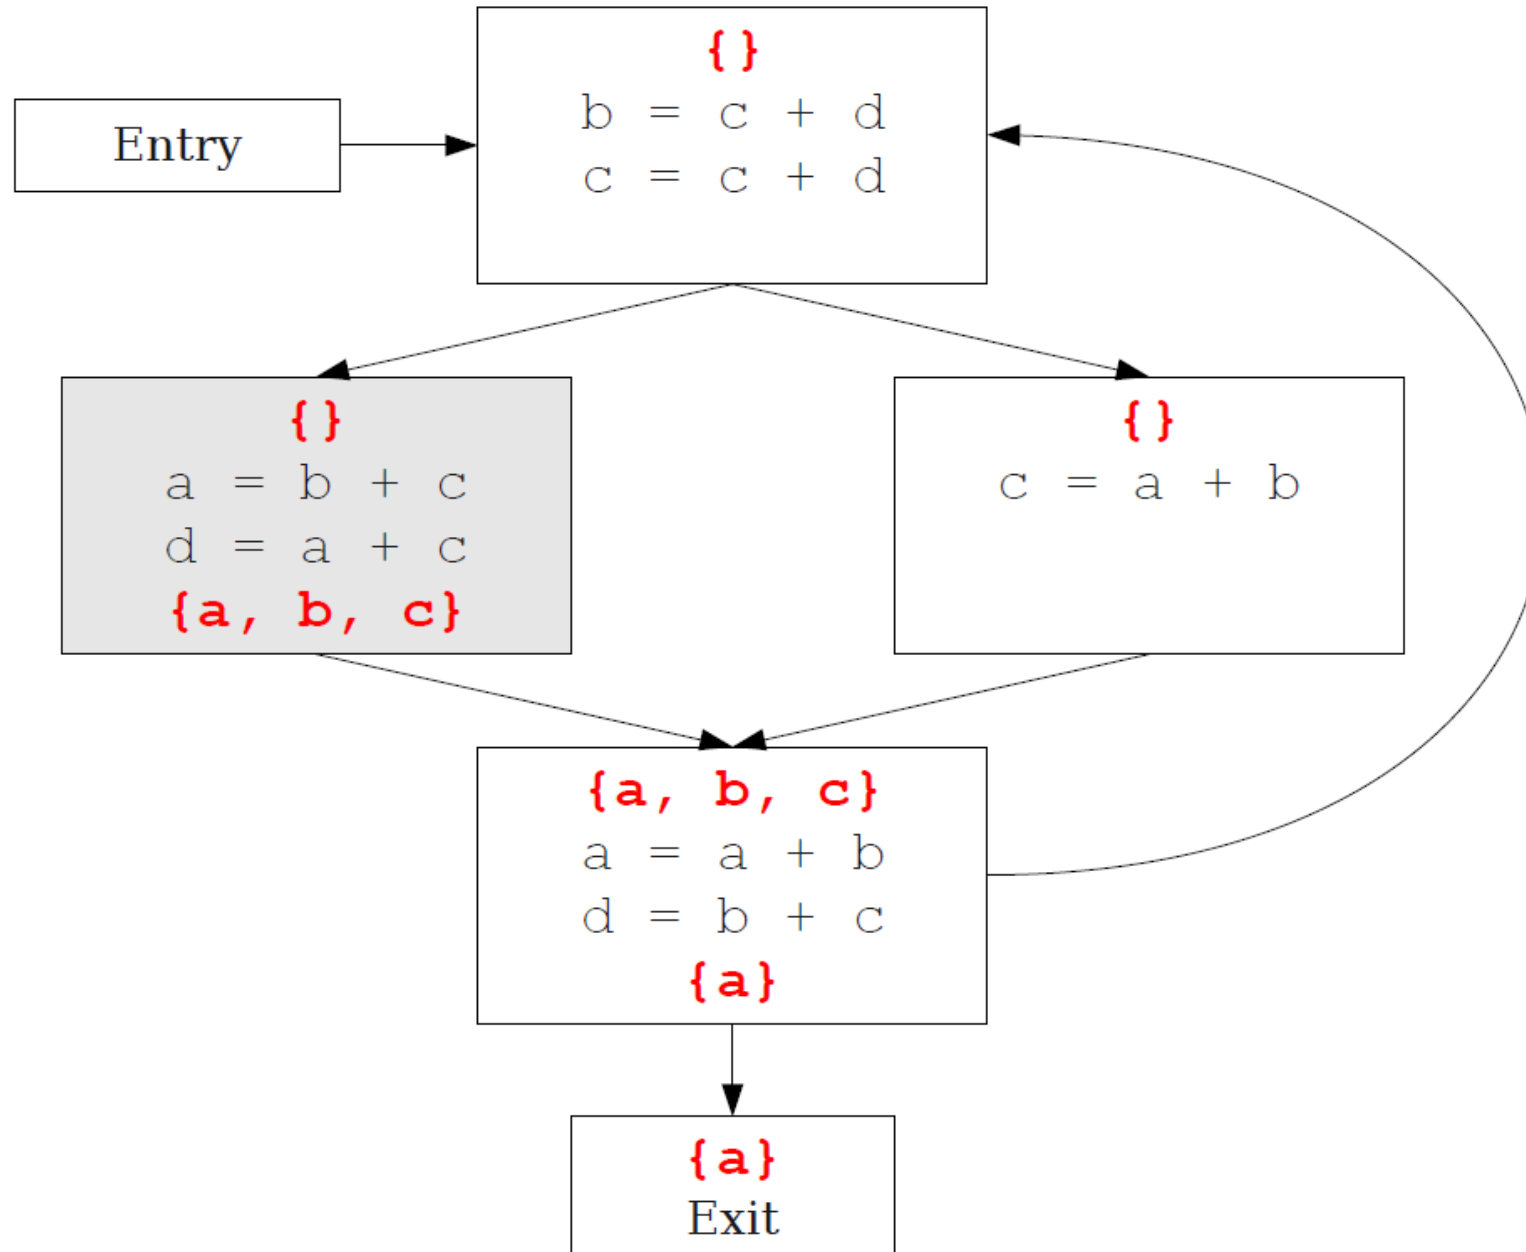 {}
b = c + d
c = c + d
Entry
{}
a = b + c
d = a + c
{a, b, c}
{}
c = a + b
{a, b, c}
a = a + b
d = b + c
{a}
{a}
Exit